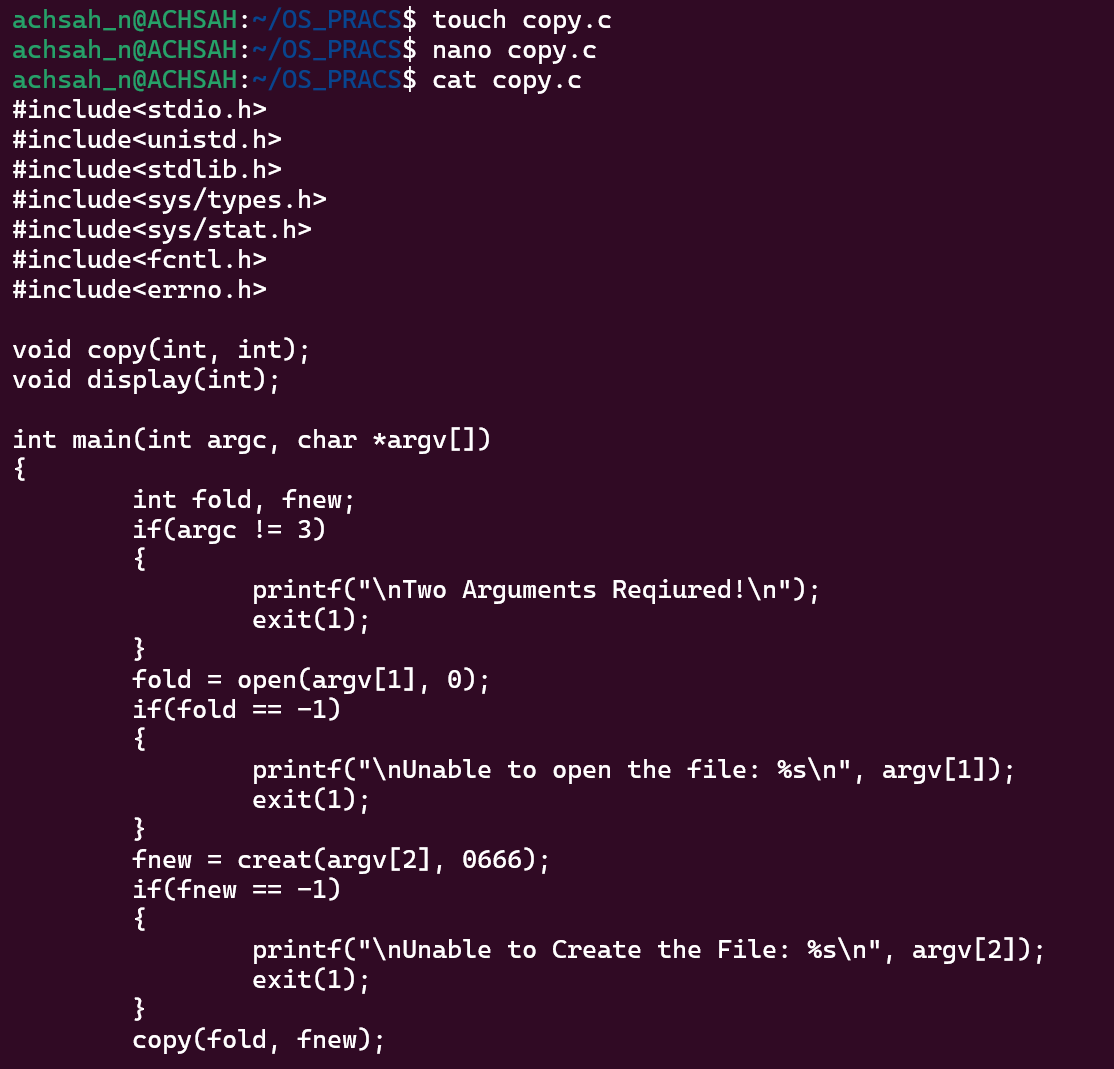 achsah_n@ACHSAH:~/OS_PRACS$ touch copy.c
achsah_n@ACHSAH:~/OS_PRACS$ nano copy.c
achsah_n@ACHSAH:~/OS_PRACS$ cat copy.c
#include<stdio.h>
#include<unistd.h>
#include<stdlib.h>
#include<sys/types.h>
#include<sys/stat.h>
#include<fcntl.h>
#include<errno.h>

void copy(int, int);
void display(int);

int main(int argc, char *argv[])
{
        int fold, fnew;
        if(argc != 3)
        {
                printf("\nTwo Arguments Reqiured!\n");
                exit(1);
        }
        fold = open(argv[1], 0);
        if(fold == -1)
        {
                printf("\nUnable to open the file: %s\n", argv[1]);
                exit(1);
        }
        fnew = creat(argv[2], 0666);
        if(fnew == -1)
        {
                printf("\nUnable to Create the File: %s\n", argv[2]);
                exit(1);
        }
        copy(fold, fnew);